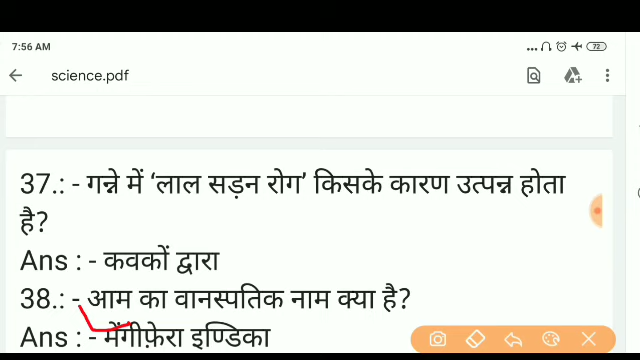 7:56 AM
72
science.pdf
37.: - गन्ने में ‘लाल सड़न रोग’ किसके कारण उत्पन्न होता
है?
Ans : - कवकों द्वारा
38.: - आम का वानस्पतिक नाम क्या है?
Ans : - मेंगीफ़ेरा इण्डिका